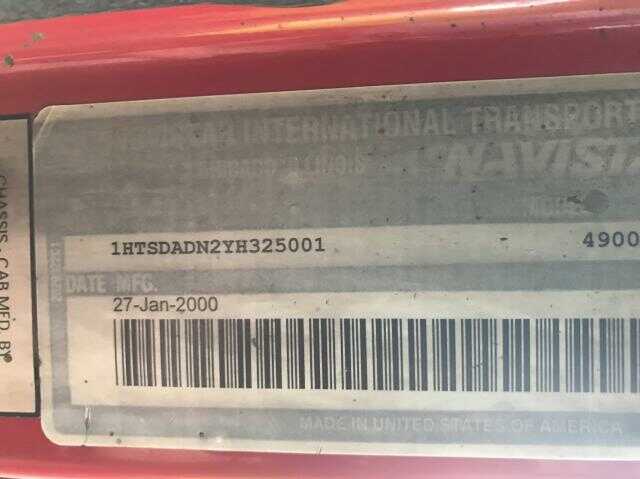 INTERNATIONAL TRANSPORT
NAVISTA
1HTSDADN2YH325001 4900
DATE MFG.
27-Jan-2000
MADE IN UNITED STATES OF AMERICA
CHASSIS - CAB MFD. BY